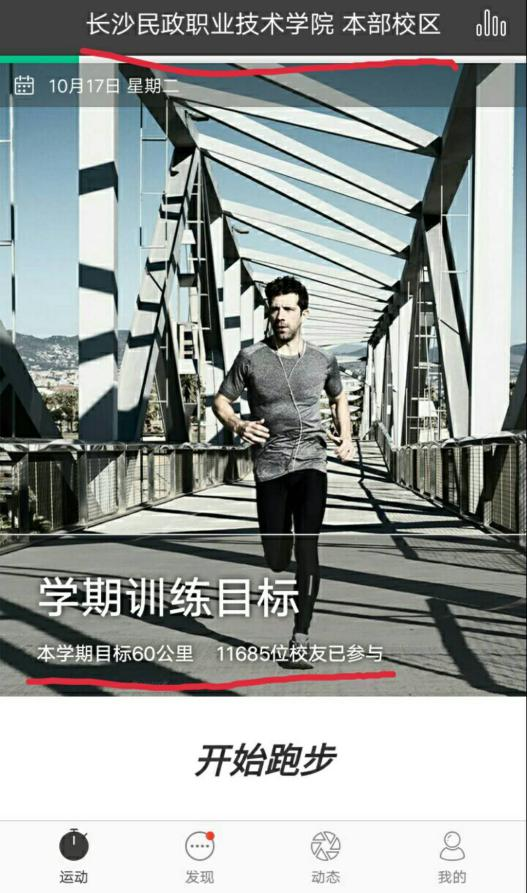 长沙民政职业技术学院 本部校区
10月17日 星期二
学期训练目标
本学期目标60公里 11685位校友已参与
开始跑步
运动 发现 动态 我的